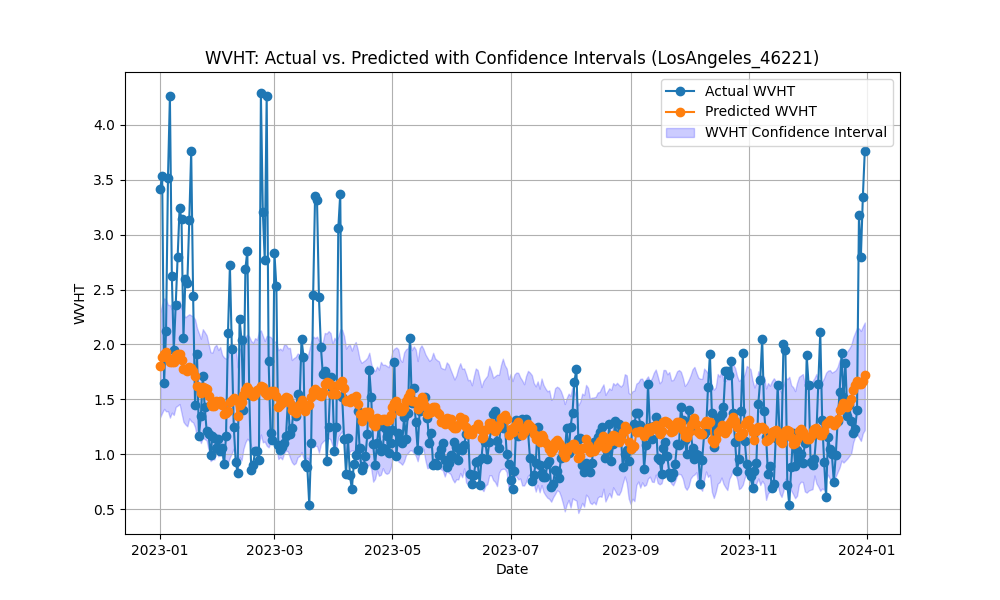 WVHT: Actual vs. Predicted with Confidence Intervals (LosAngeles_46221)
Actual WVHT
Predicted WVHT
WVHT Confidence Interval
WVHT
4.0
3.5
3.0
2.5
2.0
1.5
1.0
0.5
2023-01 2023-03 2023-05 2023-07 2023-09 2023-11 2024-01
Date